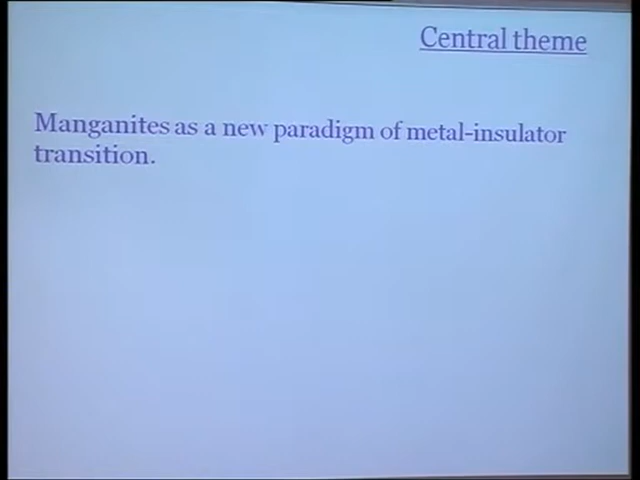 Central theme
Manganites as a new paradigm of metal-insulator
transition.